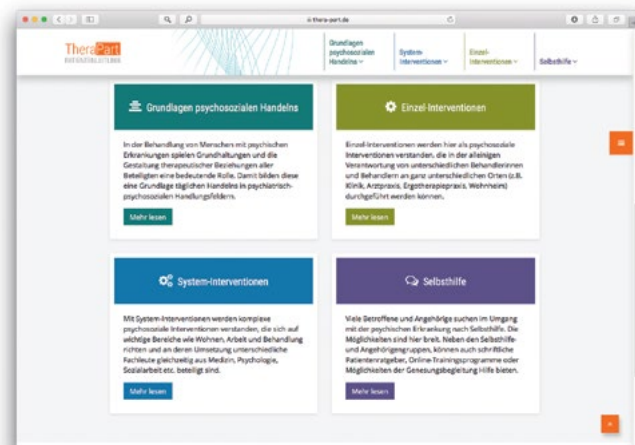 thera-part.de
TheraPart
Grundlagen
psychosozialen
Handelns
System-
Interventionen
Einzel-
Interventionen
Selbsthilfe
Grundlagen psychosozialen Handelns
In der Behandlung von Menschen mit psychischen
Erkrankungen spielen Grundhaltungen und die
Gestaltung therapeutischer Beziehungen aller
Beteiligten eine bedeutende Rolle. Damit bilden diese
eine Grundlage täglichen Handelns in psychiatrisch-
psychosozialen Handlungsfeldern.
Mehr lesen
Einzel-Interventionen
Einzel-Interventionen werden hier als psychosoziale
Interventionen verstanden, die in der alleinigen
Verantwortung von unterschiedlichen Behandlerinnen
und Behandlern an ganz unterschiedlichen Orten (z.B.
Klinik, Arztpraxis, Ergotherapiepraxis, Wohnheim)
durchgeführt werden können.
Mehr lesen
System-Interventionen
Mit System-Interventionen werden komplexe
psychosoziale Interventionen verstanden, die sich auf
wichtige Bereiche wie Wohnen, Arbeit und Behandlung
richten und an deren Umsetzung unterschiedliche
Fachleute gleichzeitig aus Medizin, Psychologie,
Sozialarbeit etc. beteiligt sind.
Mehr lesen
Selbsthilfe
Viele Betroffene und Angehörige suchen im Umgang
mit der psychischen Erkrankung nach Selbsthilfe. Die
Möglichkeiten sind hier breit. Neben den Selbsthilfe-
und Angehörigengruppen, können auch schriftliche
Patientenratgeber, Online-Trainingsprogramme oder
Möglichkeiten der Genesungsbegleitung Hilfe bieten.
Mehr lesen